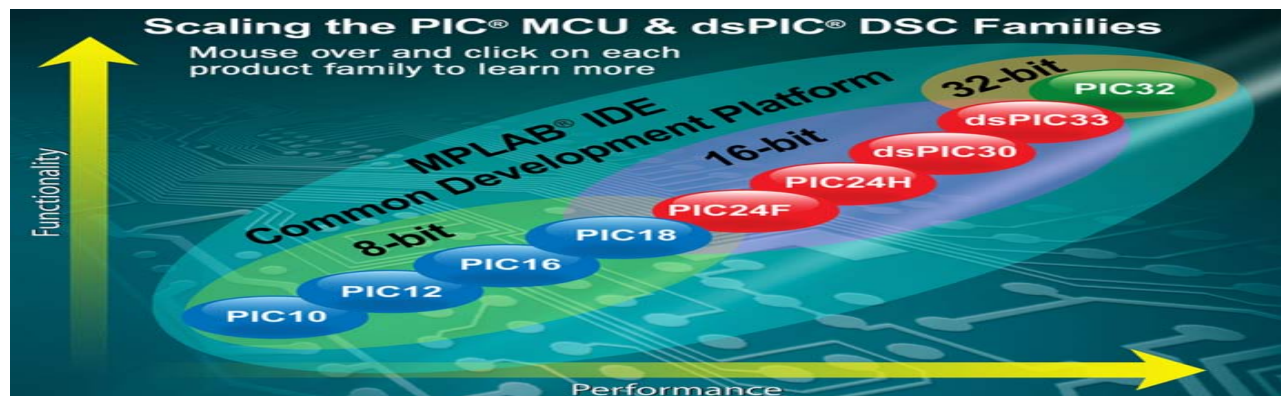 Scaling the PIC® MCU & dsPIC® DSC Families
Mouse over and click on each
product family to learn more
Functionality
MPLAB® IDE
Common Development Platform
32-bit
PIC32
dsPIC33
16-bit
dsPIC30
PIC24H
PIC24F
8-bit
PIC18
PIC16
PIC12
PIC10
Performance